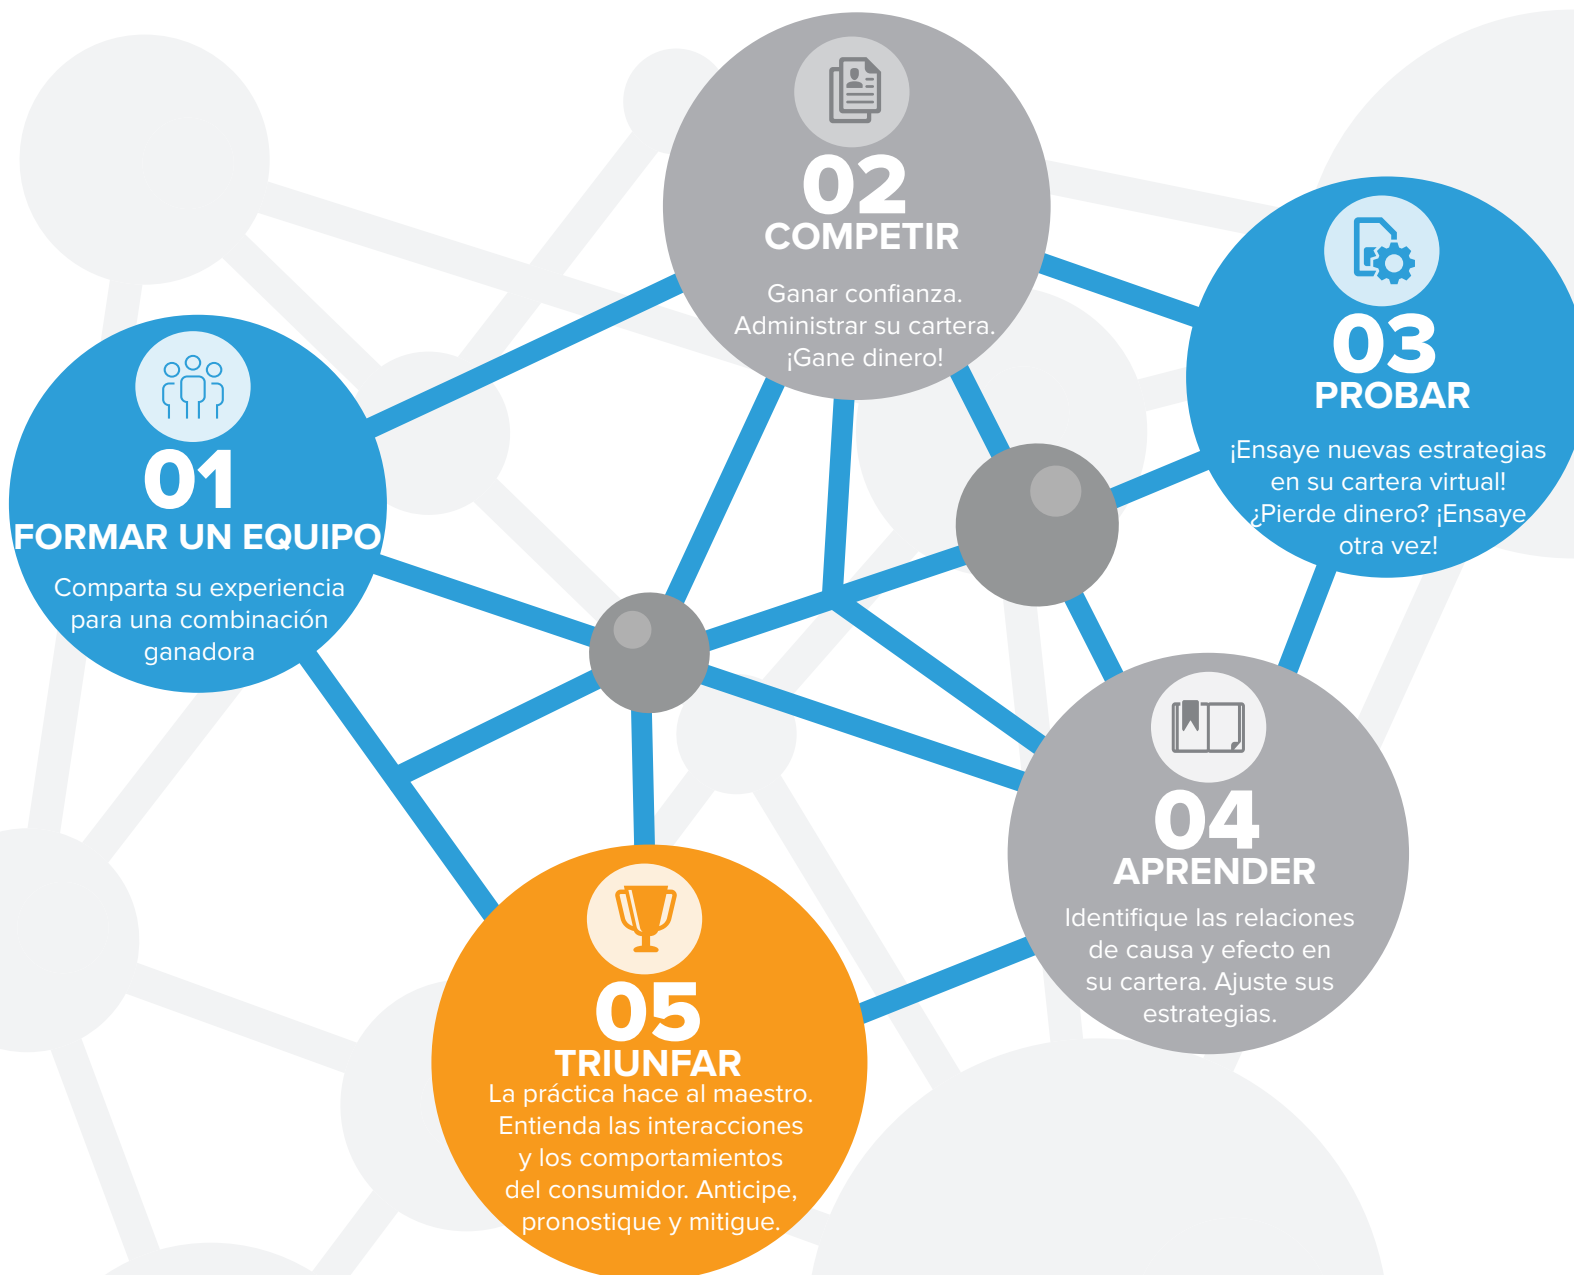 01
FORMAR UN EQUIPO
Comparta su experiencia
para una combinación
ganadora
02
COMPETIR
Ganar confianza.
Administrar su cartera.
¡Gane dinero!
03
PROBAR
¡Ensaye nuevas estrategias
en su cartera virtual!
¿Pierde dinero? ¡Ensaye
otra vez!
04
APRENDER
Identifique las relaciones
de causa y efecto en
su cartera. Ajuste sus
estrategias.
05
TRIUNFAR
La práctica hace al maestro.
Entienda las interacciones
y los comportamientos
del consumidor. Anticipe,
pronostique y mitigue.